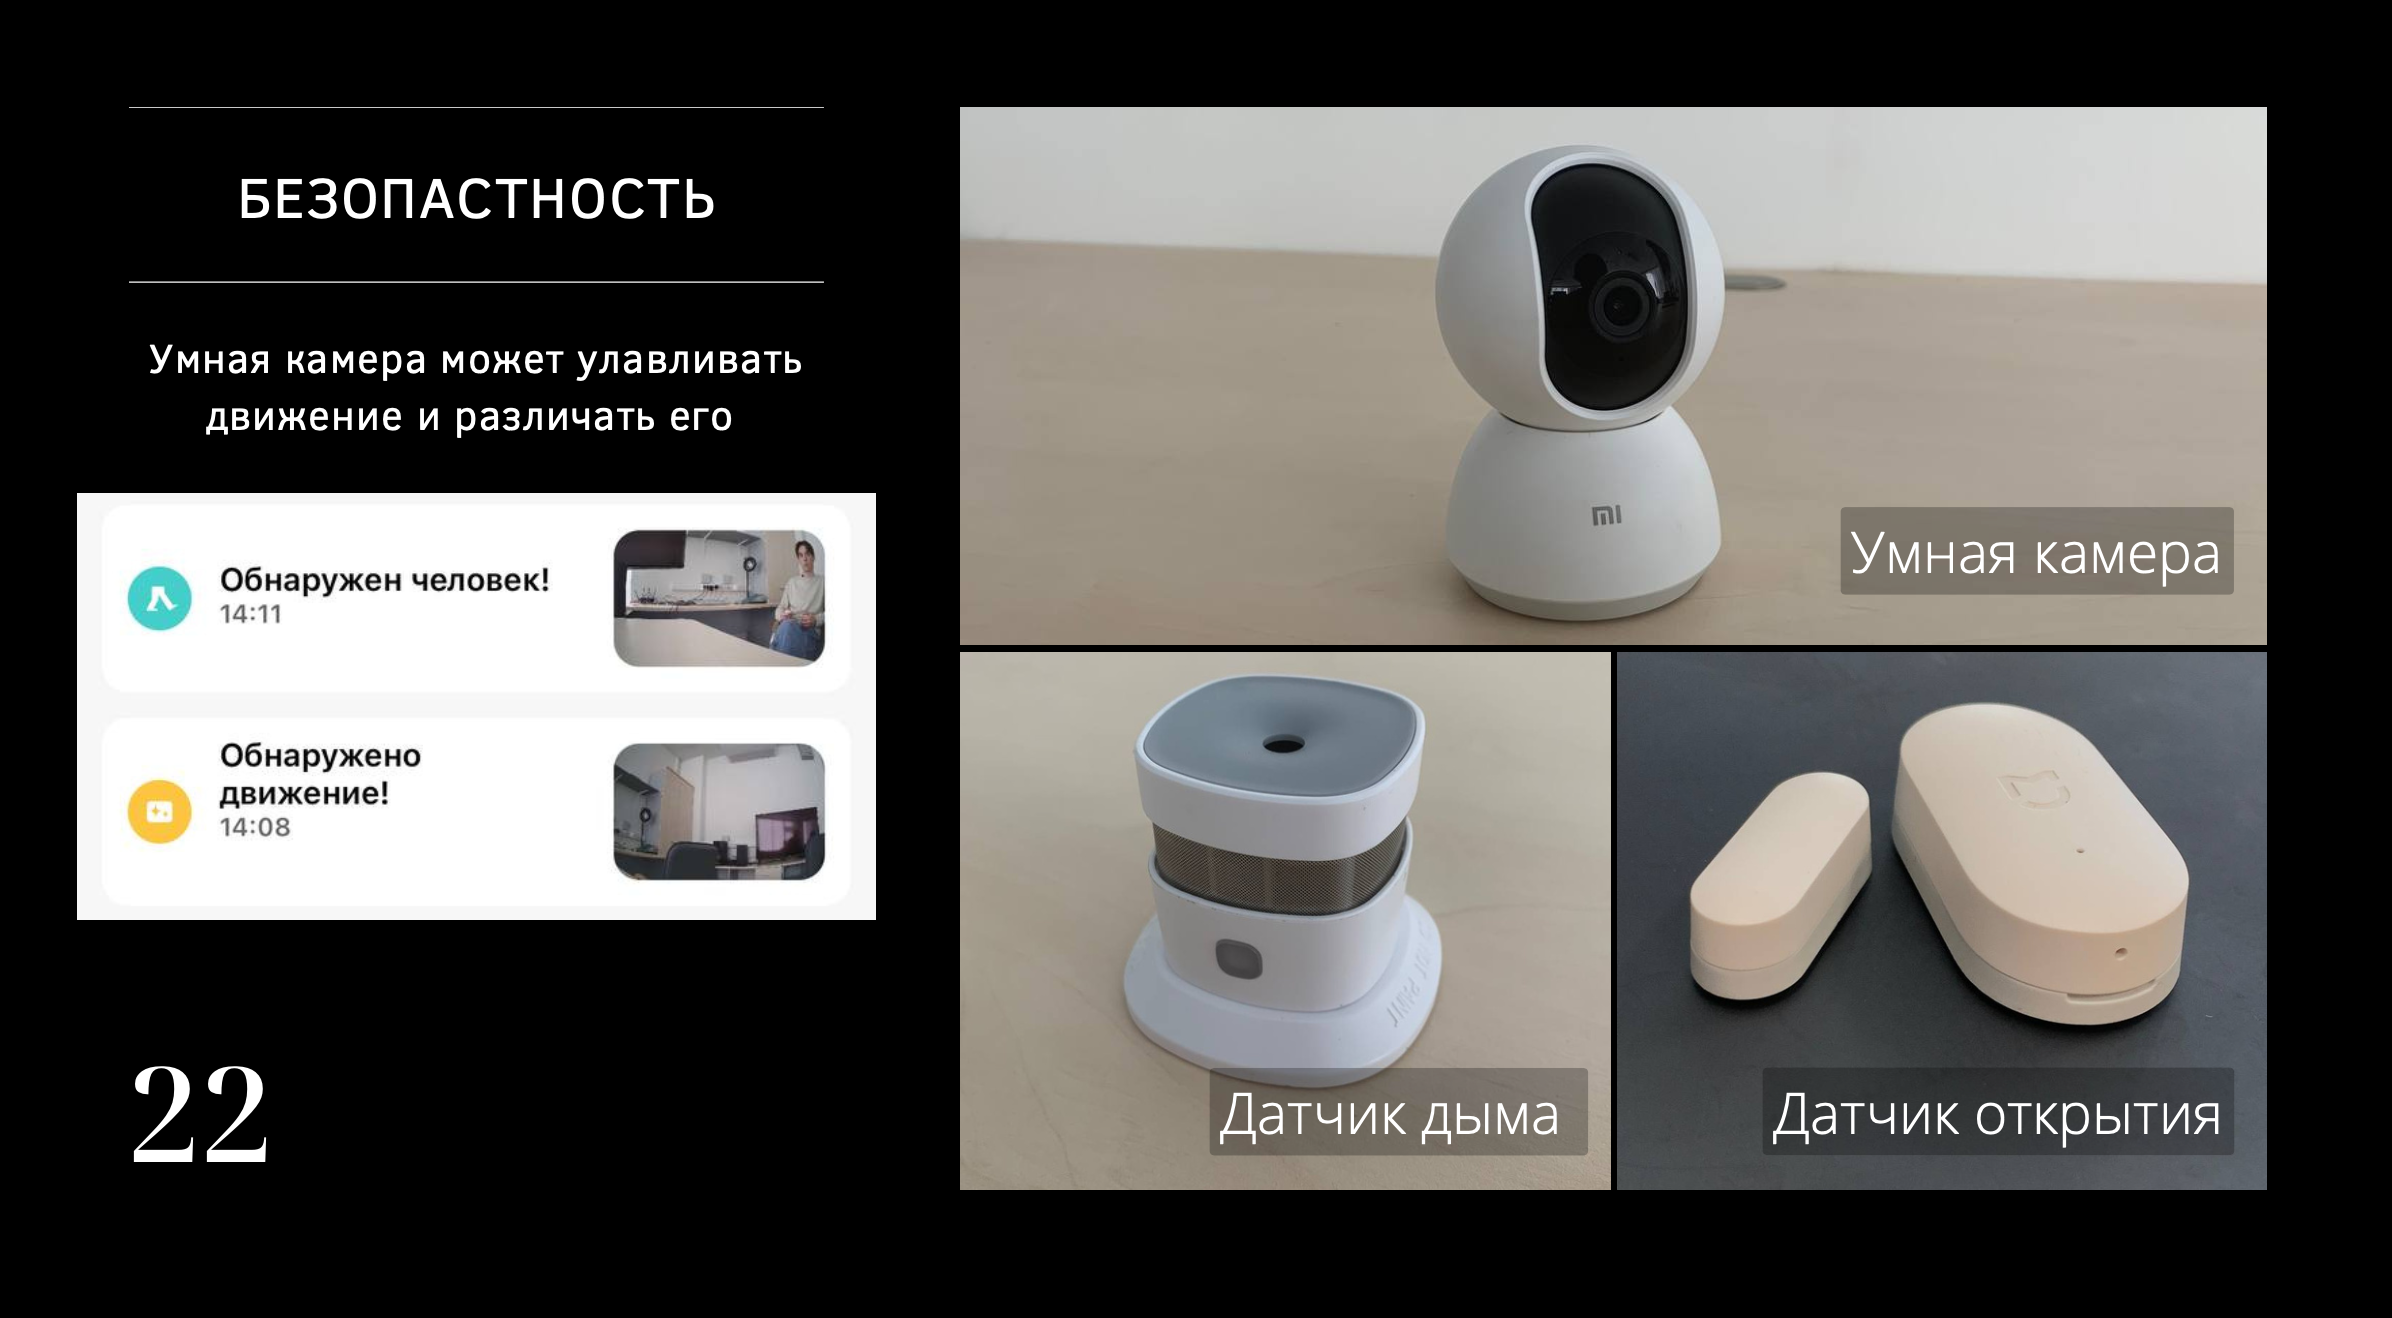 БЕЗОПАСТНОСТЬ
Умная камера может улавливать
движение и различать его
Обнаружен человек!
14:11
Обнаружено
движение!
14:08
22
mi
Умная камера
Датчик дыма
Датчик открытия